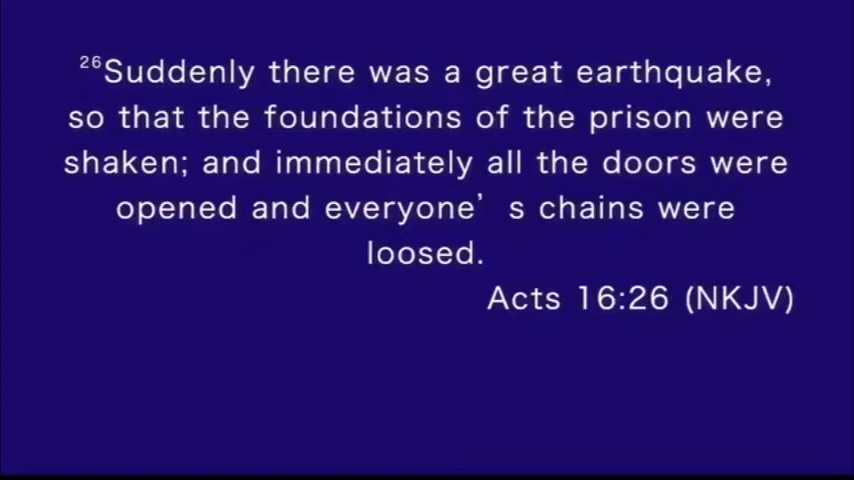 26Suddenly there was a great earthquake,
so that the foundations of the prison were
shaken; and immediately all the doors were
opened and everyone’ s chains were
loosed.
Acts 16:26 (NKJV)